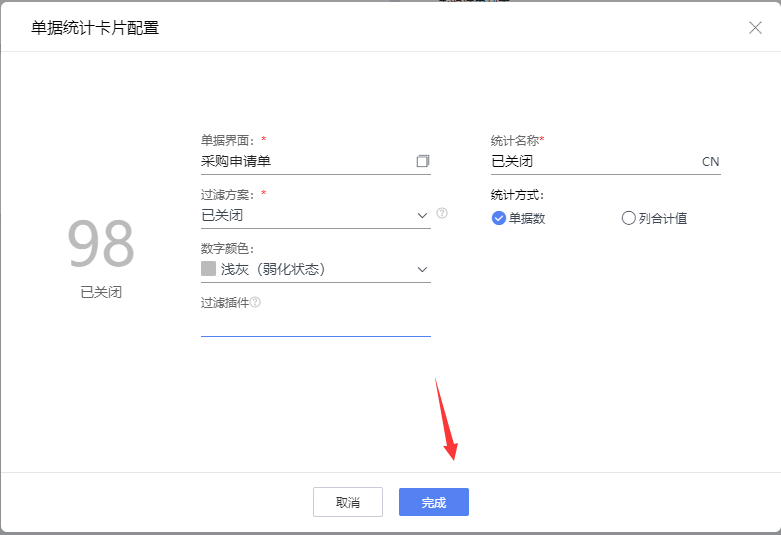 单据统计卡片配置
单据界面：*
采购申请单
统计名称*
已关闭 CN
过滤方案：*
已关闭
统计方式：
单据数 列合计值
98
已关闭
数字颜色：
浅灰（弱化状态）
过滤插件
取消 完成